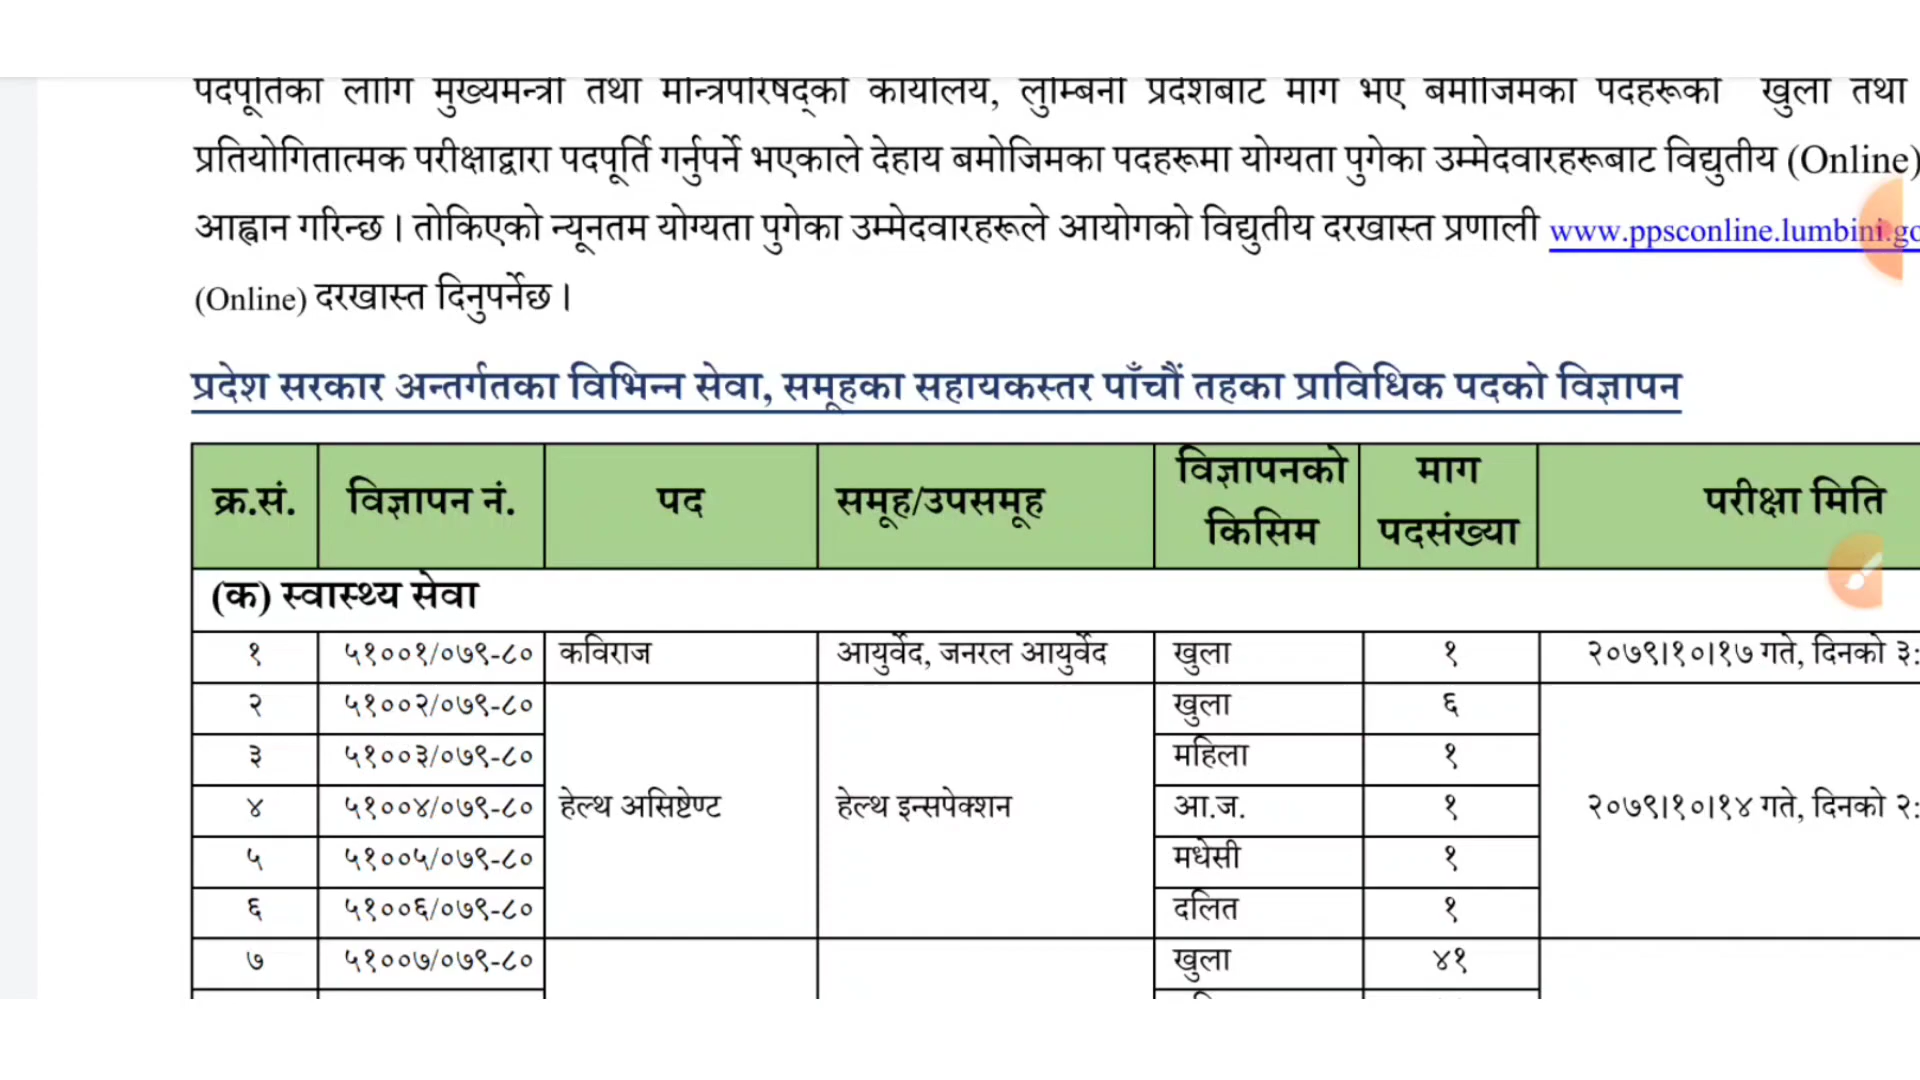 पदपूर्तिका लागि मुख्यमन्त्री तथा मन्त्रिपरिषद्को कार्यालय, लुम्बिनी प्रदेशबाट माग भए बमोजिमका पदहरूको खुला तथा
प्रतियोगितात्मक परीक्षाद्वारा पदपूर्ति गर्नुपर्ने भएकाले देहाय बमोजिमका पदहरूमा योग्यता पुगेका उम्मेदवारहरूबाट विद्युतीय (Online)
आह्वान गरिन्छ । तोकिएको न्यूनतम योग्यता पुगेका उम्मेदवारहरूले आयोगको विद्युतीय दरखास्त प्रणाली www.ppsconline.lumbini.go
(Online) दरखास्त दिनुपर्नेछ ।
प्रदेश सरकार अन्तर्गतका विभिन्न सेवा, समूहका सहायकस्तर पाँचौं तहका प्राविधिक पदको विज्ञापन
क्र.सं. विज्ञापन नं. पद समूह/उपसमूह विज्ञापनको किसिम माग पदसंख्या परीक्षा मिति
(क) स्वास्थ्य सेवा
१ ५१००१/०७९-८० कविराज आयुर्वेद, जनरल आयुर्वेद खुला १ २०७९।१०।१७ गते, दिनको ३:
२ ५१००२/०७९-८० खुला ६
३ ५१००३/०७९-८० महिला १
४ ५१००४/०७९-८० हेल्थ असिष्टेण्ट हेल्थ इन्सपेक्शन आ.ज. १ २०७९।१०।१४ गते, दिनको २:
५ ५१००५/०७९-८० मधेसी १
६ ५१००६/०७९-८० दलित १
७ ५१००७/०७९-८० खुला ४१